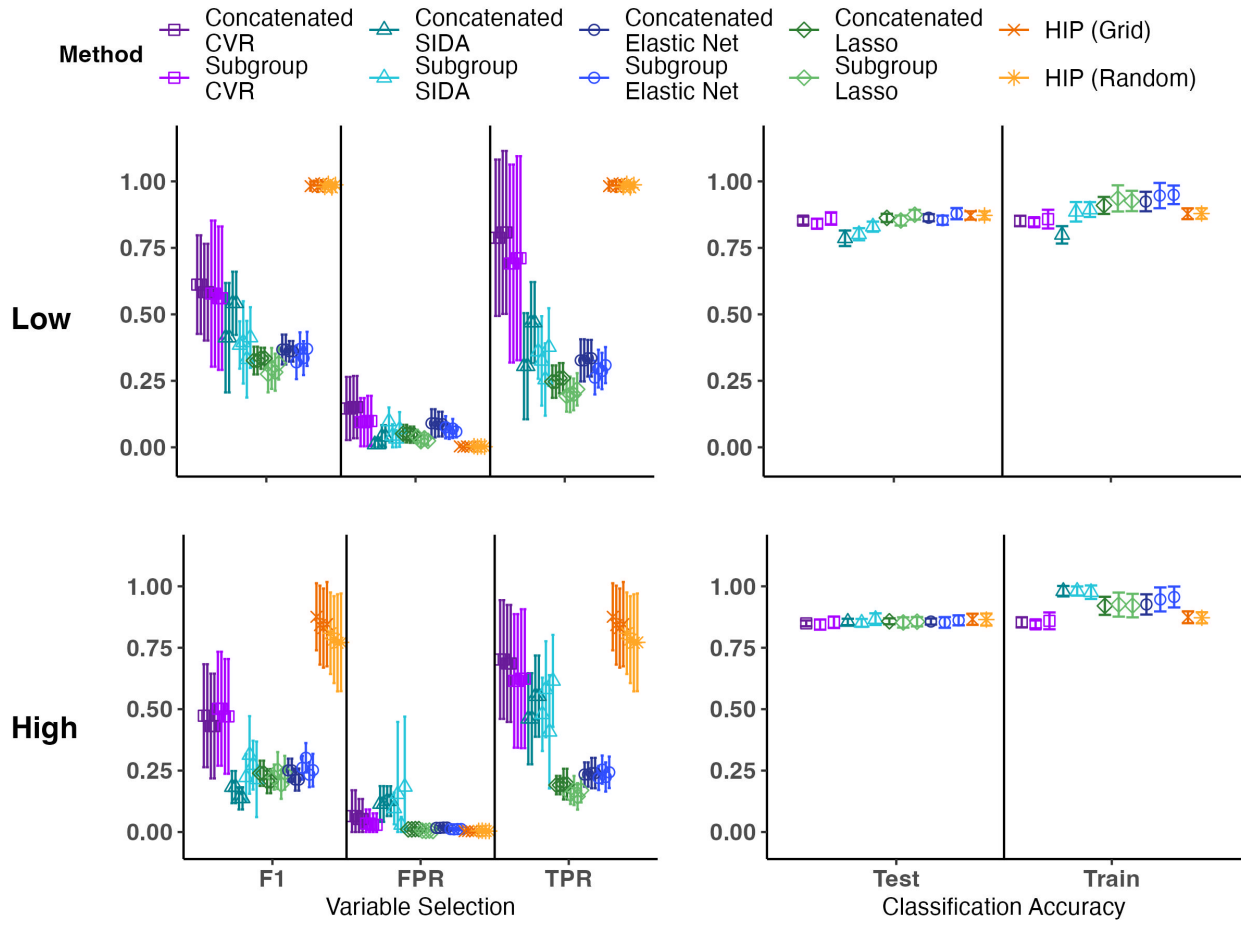 Method
Concatenated CVR
Concatenated SIDA
Concatenated Elastic Net
Concatenated Lasso
HIP (Grid)
Subgroup CVR
Subgroup SIDA
Subgroup Elastic Net
Subgroup Lasso
HIP (Random)
Low
1.00
0.75
0.50
0.25
0.00
1.00
0.75
0.50
0.25
0.00
High
1.00
0.75
0.50
0.25
0.00
F1
FPR
TPR
Variable Selection
1.00
0.75
0.50
0.25
0.00
Test
Train
Classification Accuracy